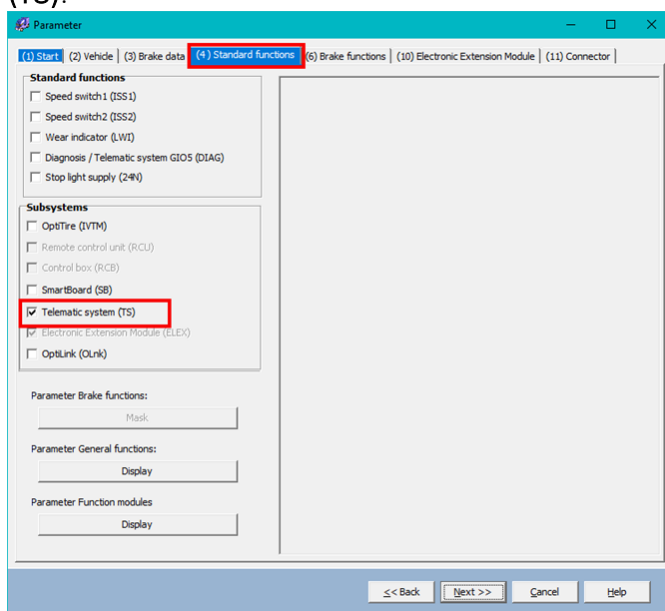 (TS).
Parameter
(1) Start (2) Vehicle (3) Brake data (4) Standard functions (6) Brake functions (10) Electronic Extension Module (11) Connector
Standard functions
Speed switch1 (ISS1)
Speed switch2 (ISS2)
Wear indicator (LWI)
Diagnosis / Telematic system GIO5 (DIAG)
Stop light supply (24N)
Subsystems
OptiTire (IVTM)
Remote control unit (RCU)
Control box (RCB)
SmartBoard (SB)
Telematic system (TS)
Electronic Extension Module (ELEX)
OptiLink (OLnk)
Parameter Brake functions:
Mask
Parameter General functions:
Display
Parameter Function modules
Display
<< Back Next >> Cancel Help